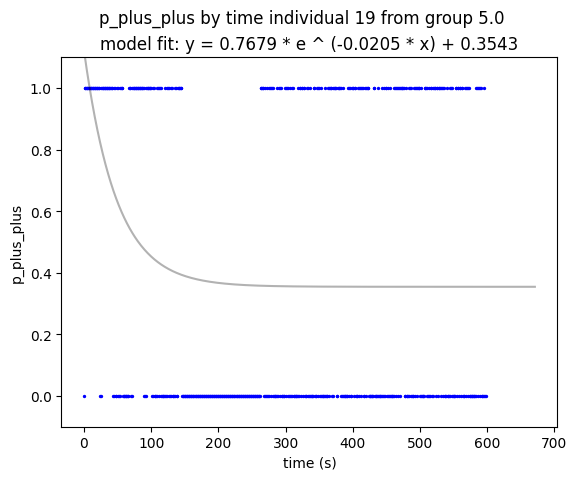 p_plus_plus by time individual 19 from group 5.0
model fit: y = 0.7679 * e ^ (-0.0205 * x) + 0.3543
1.0
0.8
0.6
0.4
0.2
0.0
p_plus_plus
0 100 200 300 400 500 600 700
time (s)